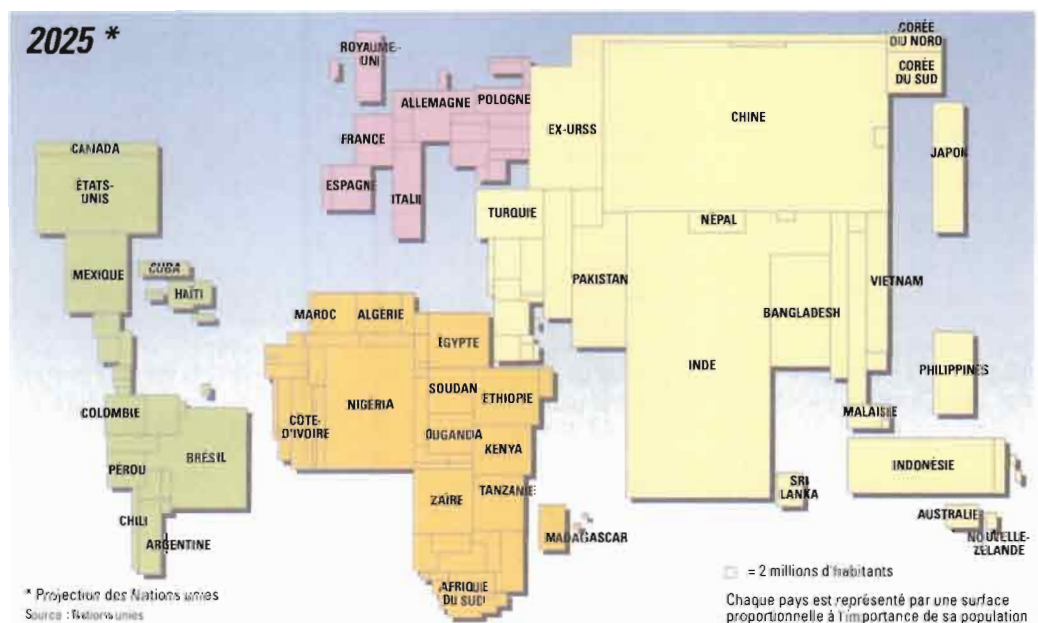 2025 *
ROYAUME-
UNI
ALLEMAGNE
POLOGNE
FRANCE
ESPAGNE
ITALIE
EX-URSS
CHINE
CORÉE
DU NORD
CORÉE
DU SUD
JAPON
CANADA
ÉTATS-
UNIS
MEXIQUE
CUBA
HAÏTI
TURQUIE
NÉPAL
PAKISTAN
VIETNAM
BANGLADESH
INDE
PHILIPPINES
MALAISIE
INDONÉSIE
SRI
LANKA
AUSTRALIE
NOUVELLE-
ZÉLANDE
MAROC
ALGÉRIE
ÉGYPTE
SOUDAN
ETHIOPIE
NIGERIA
CÔTE-
D'IVOIRE
OUGANDA
KENYA
ZAÏRE
TANZANIE
MADAGASCAR
AFRIQUE
DU SUD
COLOMBIE
PÉROU
BRÉSIL
CHILI
ARGENTINE
= 2 millions d'habitants
* Projection des Nations unies
Source : Nations unies
Chaque pays est représenté par une surface
proportionnelle à l'importance de sa population